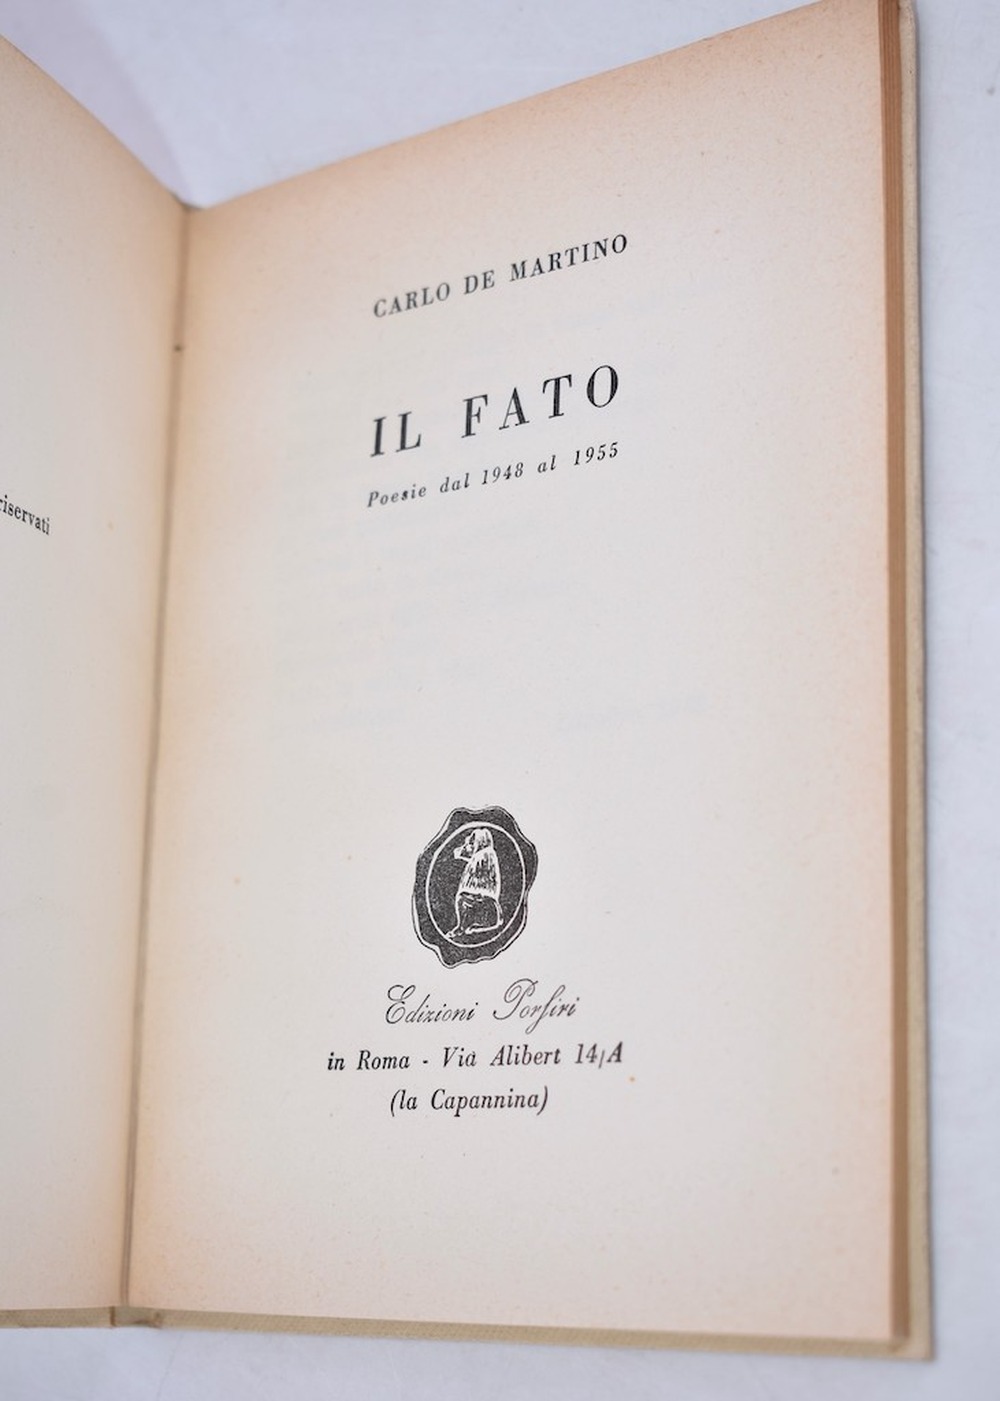 riservati
CARLO DE MARTINO
IL FATO
Poesie dal 1948 al 1955
Edizioni Porfiri
in Roma - Via Alibert 14/A
(la Capannina)